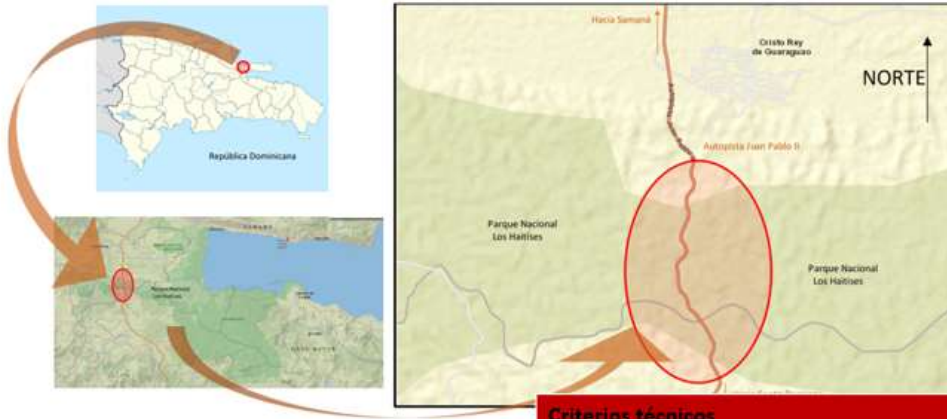 Hacia Samaná
Cristo Rey
de Guaraguao
NORTE
República Dominicana
Autopista Juan Pablo II
Parque Nacional
Los Haitises
Parque Nacional
Los Haitises
Parque Nacional
Los Haitises
Criterios técnicos